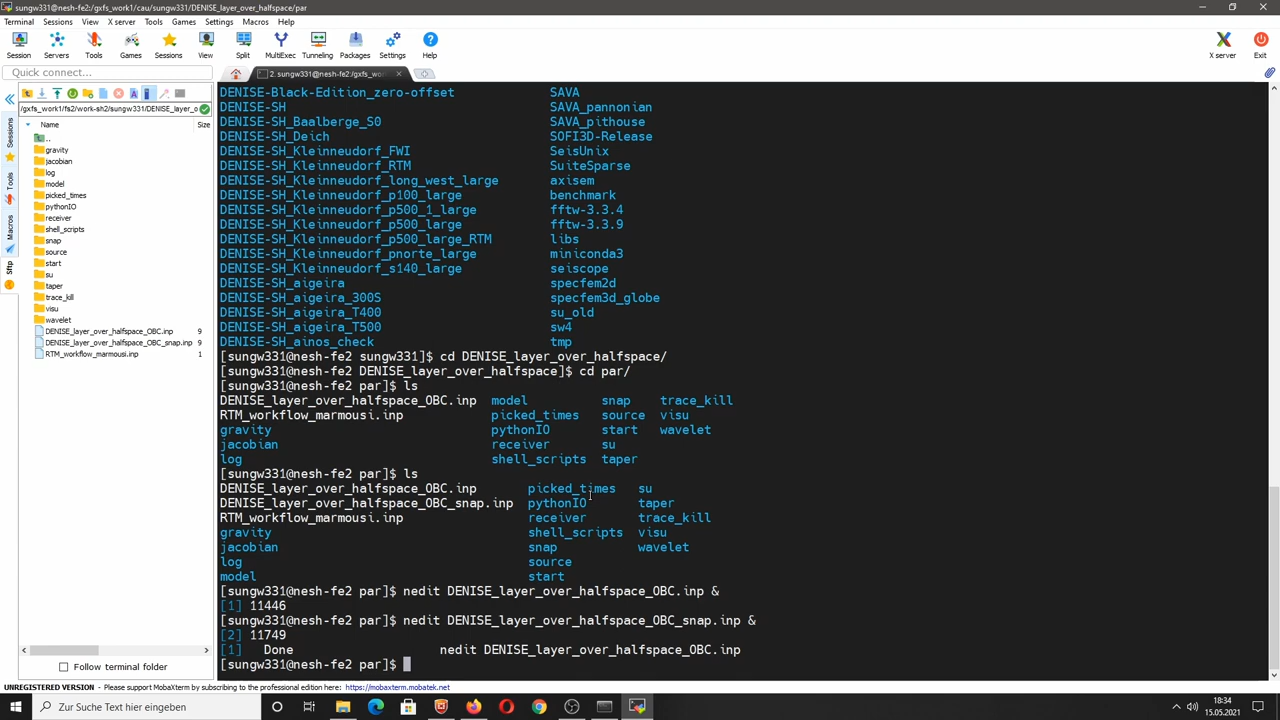 sungw331@nesh-fe2:/gxfs_work1/cau/sungw331/DENISE_layer_over_halfspace/par
Terminal Sessions View X server Tools Games Settings Macros Help
Session Servers Tools Games Sessions View Split MultiExec Tunneling Packages Settings Help X server Exit
Quick connect...
2. sungw331@nesh-fe2:/gxfs_wor
/gxfs_work1/fs2/work-sh2/sungw331/DENISE_layer_o
Name Size
Sessions
Tools
Macros
Sftp
..
gravity
jacobian
log
model
picked_times
pythonIO
receiver
shell_scripts
snap
source
start
su
taper
trace_kill
visu
wavelet
DENISE_layer_over_halfspace_OBC.inp 9
DENISE_layer_over_halfspace_OBC_snap.inp 9
RTM_workflow_marmousi.inp 1
Follow terminal folder
DENISE-Black-Edition_zero-offset SAVA
DENISE-SH SAVA_pannonian
DENISE-SH_Baalberge_S0 SAVA_pithouse
DENISE-SH_Deich SOFI3D-Release
DENISE-SH_Kleinneudorf_FWI SeisUnix
DENISE-SH_Kleinneudorf_RTM SuiteSparse
DENISE-SH_Kleinneudorf_long_west_large axisem
DENISE-SH_Kleinneudorf_p100_large benchmark
DENISE-SH_Kleinneudorf_p500_1_large fftw-3.3.4
DENISE-SH_Kleinneudorf_p500_large fftw-3.3.9
DENISE-SH_Kleinneudorf_p500_large_RTM libs
DENISE-SH_Kleinneudorf_pnorte_large miniconda3
DENISE-SH_Kleinneudorf_s140_large seiscope
DENISE-SH_aigeira specfem2d
DENISE-SH_aigeira_300S specfem3d_globe
DENISE-SH_aigeira_T400 su_old
DENISE-SH_aigeira_T500 sw4
DENISE-SH_ainos_check tmp
[sungw331@nesh-fe2 sungw331]$ cd DENISE_layer_over_halfspace/
[sungw331@nesh-fe2 DENISE_layer_over_halfspace]$ cd par/
[sungw331@nesh-fe2 par]$ ls
DENISE_layer_over_halfspace_OBC.inp model snap trace_kill
RTM_workflow_marmousi.inp picked_times source visu
gravity pythonIO start wavelet
jacobian receiver su
log shell_scripts taper
[sungw331@nesh-fe2 par]$ ls
DENISE_layer_over_halfspace_OBC.inp picked_times su
DENISE_layer_over_halfspace_OBC_snap.inp pythonIO taper
RTM_workflow_marmousi.inp receiver trace_kill
gravity shell_scripts visu
jacobian snap wavelet
log source
model start
[sungw331@nesh-fe2 par]$ nedit DENISE_layer_over_halfspace_OBC.inp &
[1] 11446
[sungw331@nesh-fe2 par]$ nedit DENISE_layer_over_halfspace_OBC_snap.inp &
[2] 11749
[1] Done nedit DENISE_layer_over_halfspace_OBC.inp
[sungw331@nesh-fe2 par]$
UNREGISTERED VERSION - Please support MobaXterm by subscribing to the professional edition here: https://mobaxterm.mobatek.net
Zur Suche Text hier eingeben
18:34
15.05.2021